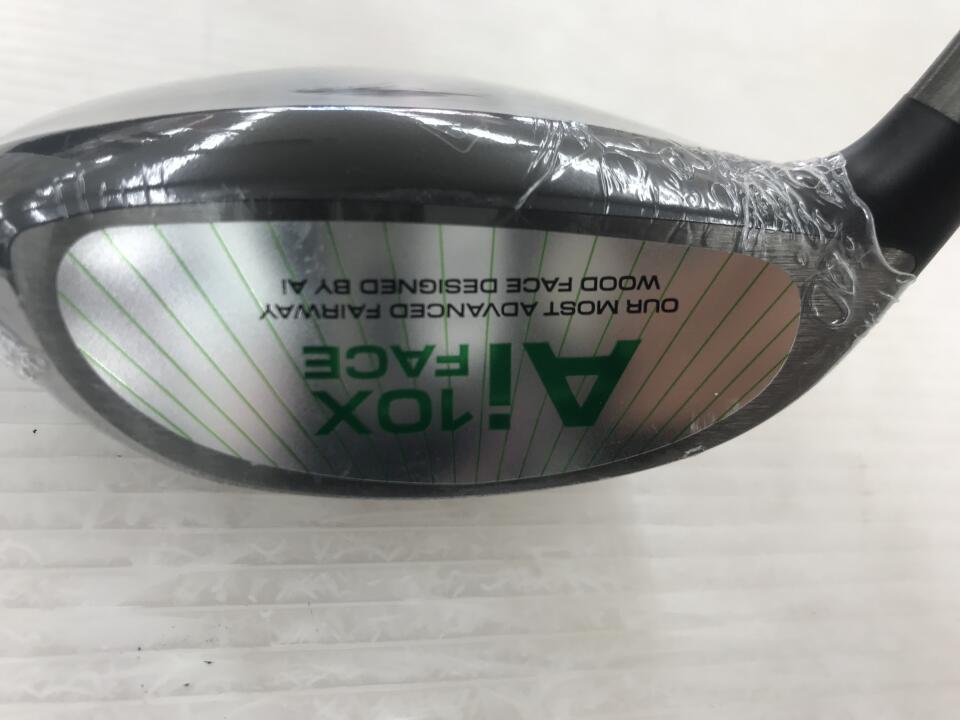 Ai 10X
FACE
OUR MOST ADVANCED FAIRWAY
WOOD FACE DESIGNED BY Ai